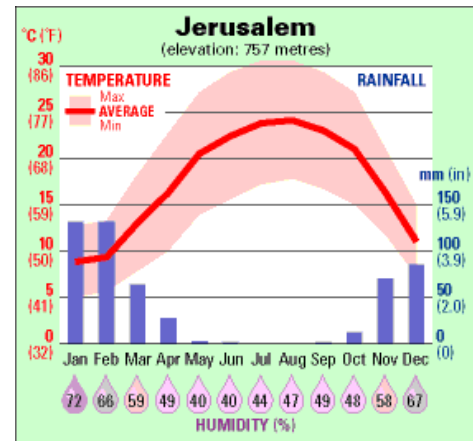 Jerusalem
(elevation: 757 metres)
°C (°F)
30
(86)
25
(77)
20
(68)
15
(59)
10
(50)
5
(41)
0
(32)
TEMPERATURE
Max
AVERAGE
Min
RAINFALL
mm (in)
150
(5.9)
100
(3.9)
50
(2.0)
0
(0)
Jan Feb Mar Apr May Jun Jul Aug Sep Oct Nov Dec
72 66 59 49 40 40 44 47 49 48 58 67
HUMIDITY (%)